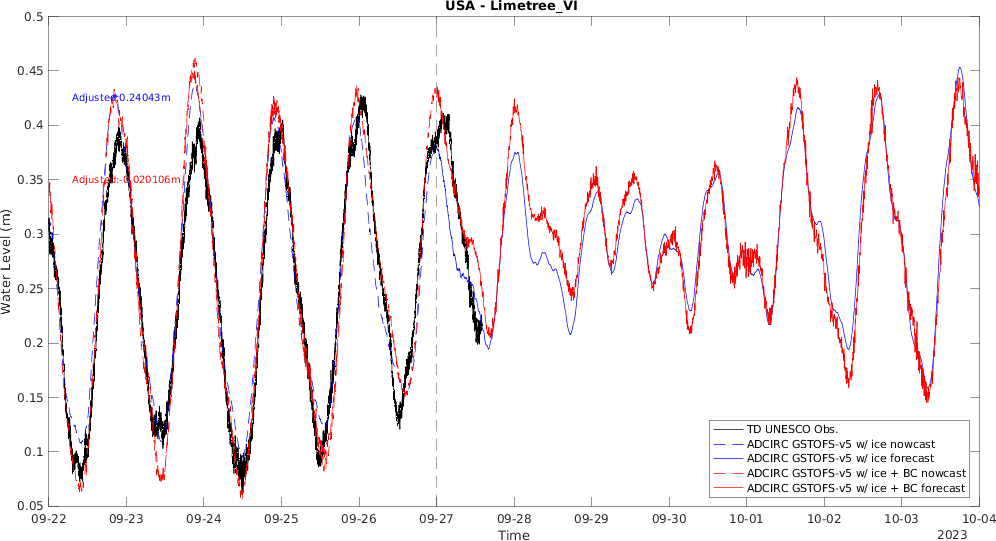 USA - Limetree_VI
0.5
0.45
0.4
0.35
0.3
0.25
0.2
0.15
0.1
0.05
Water Level (m)
Adjusted:0.24043m
Adjusted:-0.020106m
TD UNESCO Obs.
ADCIRC GSTOFS-v5 w/ ice nowcast
ADCIRC GSTOFS-v5 w/ ice forecast
ADCIRC GSTOFS-v5 w/ ice + BC nowcast
ADCIRC GSTOFS-v5 w/ ice + BC forecast
09-22 09-23 09-24 09-25 09-26 09-27 09-28 09-29 09-30 10-01 10-02 10-03 10-04
Time
2023